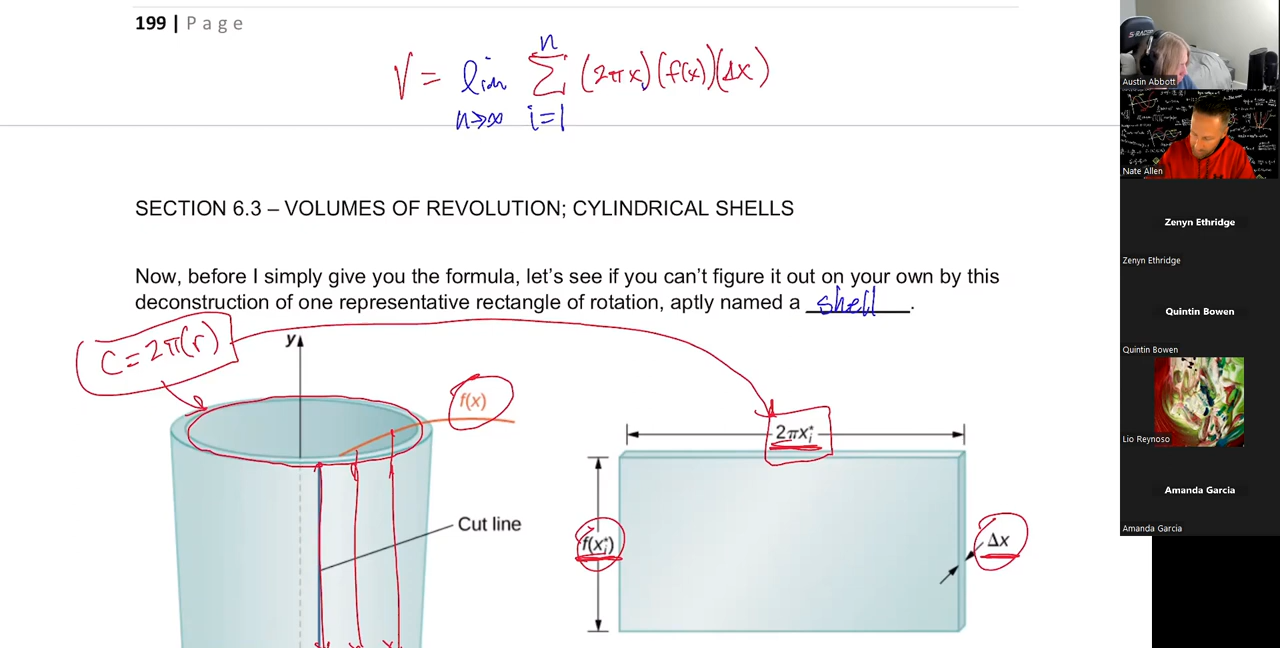 199 | Page
V = lim n→∞ n Σ i=1 (2πx)(f(x))(Δx)
SECTION 6.3 – VOLUMES OF REVOLUTION; CYLINDRICAL SHELLS
Now, before I simply give you the formula, let's see if you can't figure it out on your own by this
deconstruction of one representative rectangle of rotation, aptly named a shell.
C = 2π(r)
y
f(x)
2πxᵢ*
Cut line
f(xᵢ*)
Δx
Austin Abbott
Nate Allen
Zenyn Ethridge
Zenyn Ethridge
Quintin Bowen
Quintin Bowen
Lio Reynoso
Amanda Garcia
Amanda Garcia